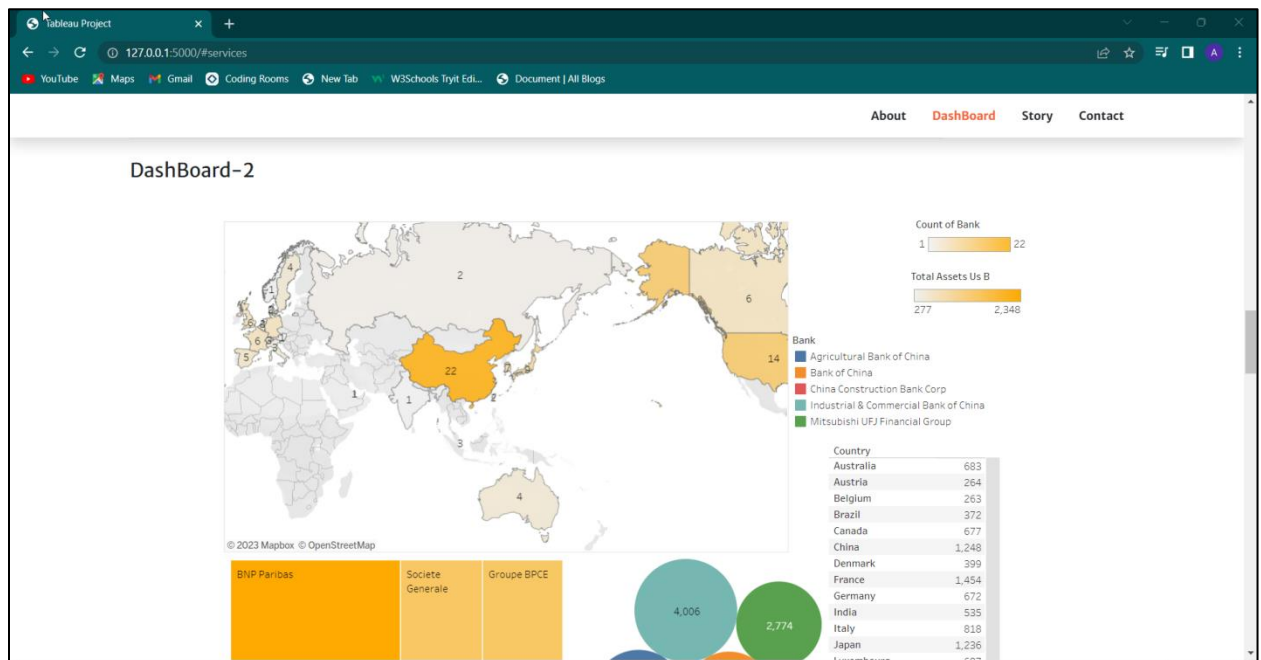 Tableau Project
127.0.0.1:5000/#services
YouTube Maps Gmail Coding Rooms New Tab W3Schools Tryit Edi... Document | All Blogs
A
About DashBoard Story Contact
DashBoard-2
Count of Bank
1 22
Total Assets Us B
277 2,348
4
2
1
6
6
6
5
22
14
1
1
2
3
4
© 2023 Mapbox © OpenStreetMap
Bank
Agricultural Bank of China
Bank of China
China Construction Bank Corp
Industrial & Commercial Bank of China
Mitsubishi UFJ Financial Group
Country
Australia 683
Austria 264
Belgium 263
Brazil 372
Canada 677
China 1,248
Denmark 399
France 1,454
Germany 672
India 535
Italy 818
Japan 1,236
BNP Paribas
Societe
Generale
Groupe BPCE
4,006
2,774